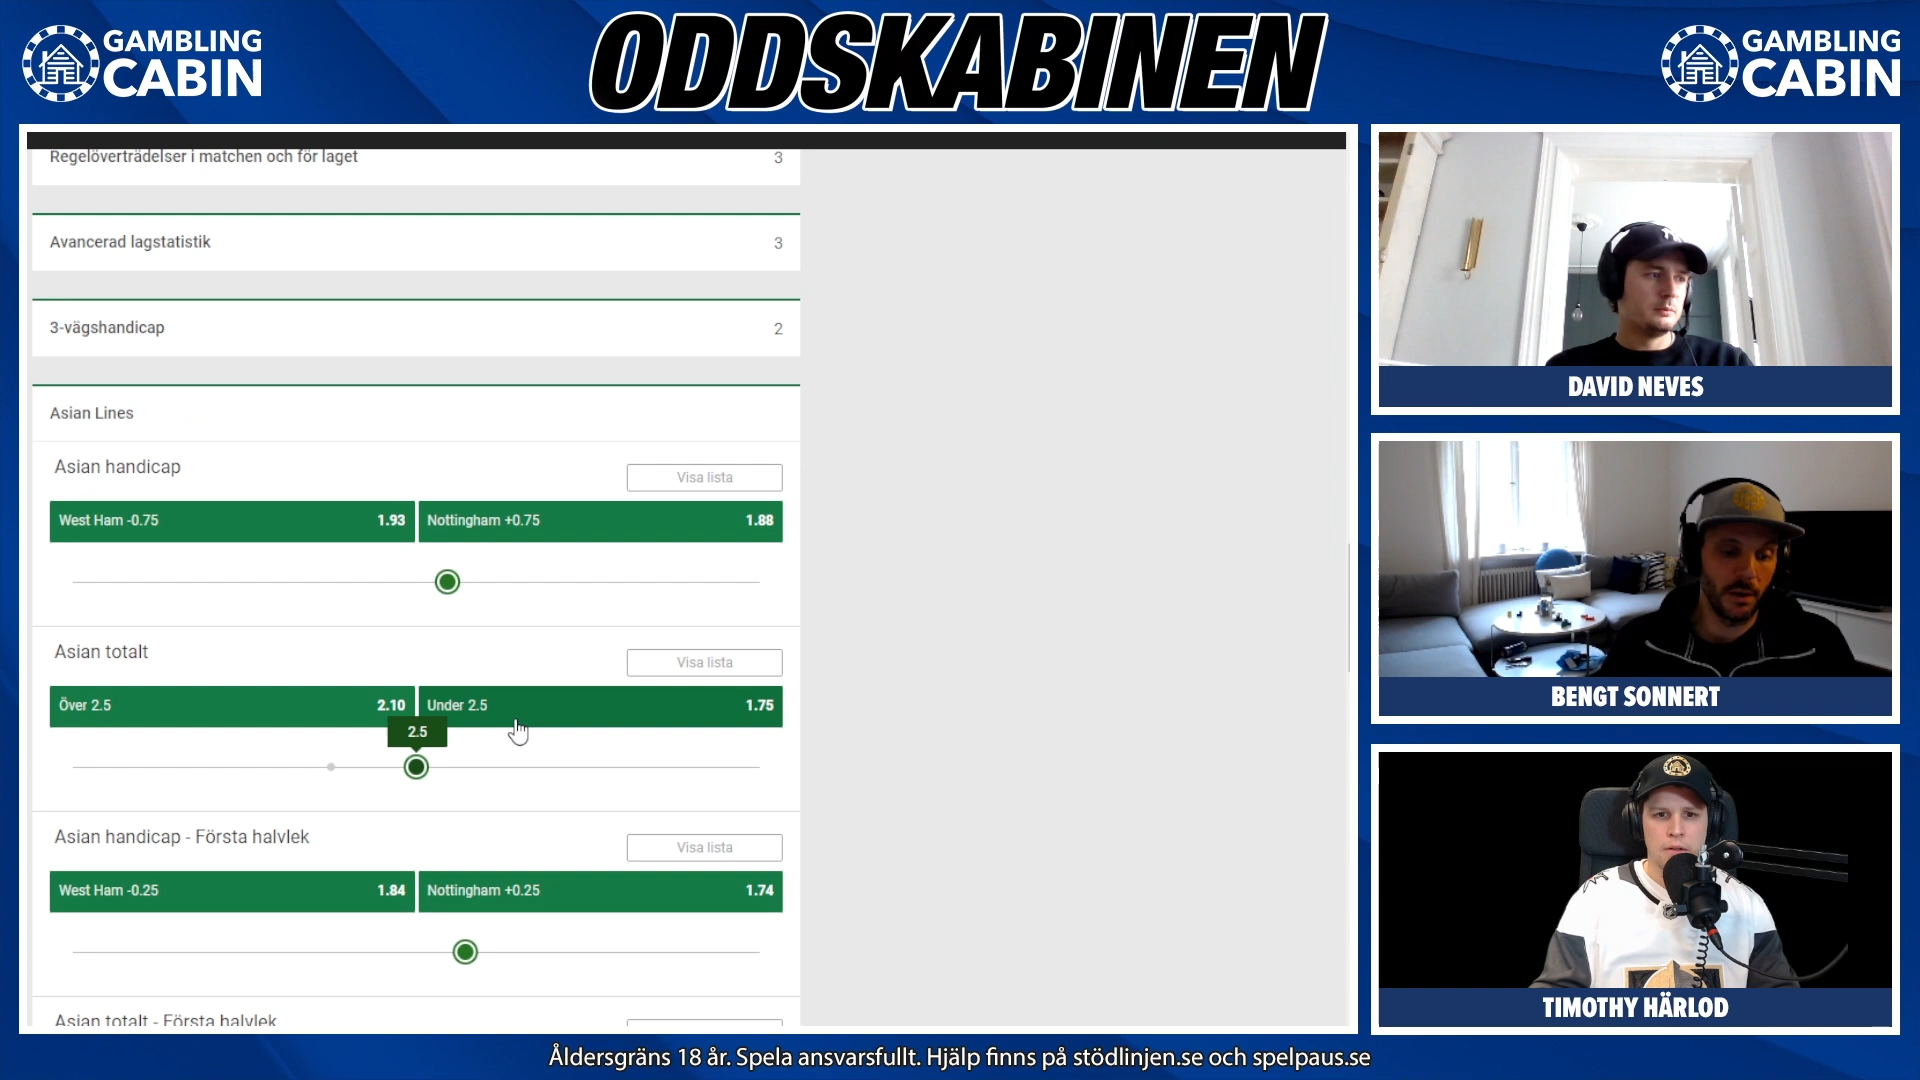 GAMBLING
CABIN
ODDSKABINEN
GAMBLING
CABIN
Regelöverträdelser i matchen och för laget 3
Avancerad lagstatistik 3
3-vägshandicap 2
Asian Lines
Asian handicap
Visa lista
West Ham -0.75 1.93 Nottingham +0.75 1.88
Asian totalt
Visa lista
Över 2.5 2.10 Under 2.5 1.75
2.5
Asian handicap - Första halvlek
Visa lista
West Ham -0.25 1.84 Nottingham +0.25 1.74
Asian totalt - Första halvlek
DAVID NEVES
BENGT SONNERT
TIMOTHY HÄRLOD
Åldersgräns 18 år. Spela ansvarsfullt. Hjälp finns på stödlinjen.se och spelpaus.se